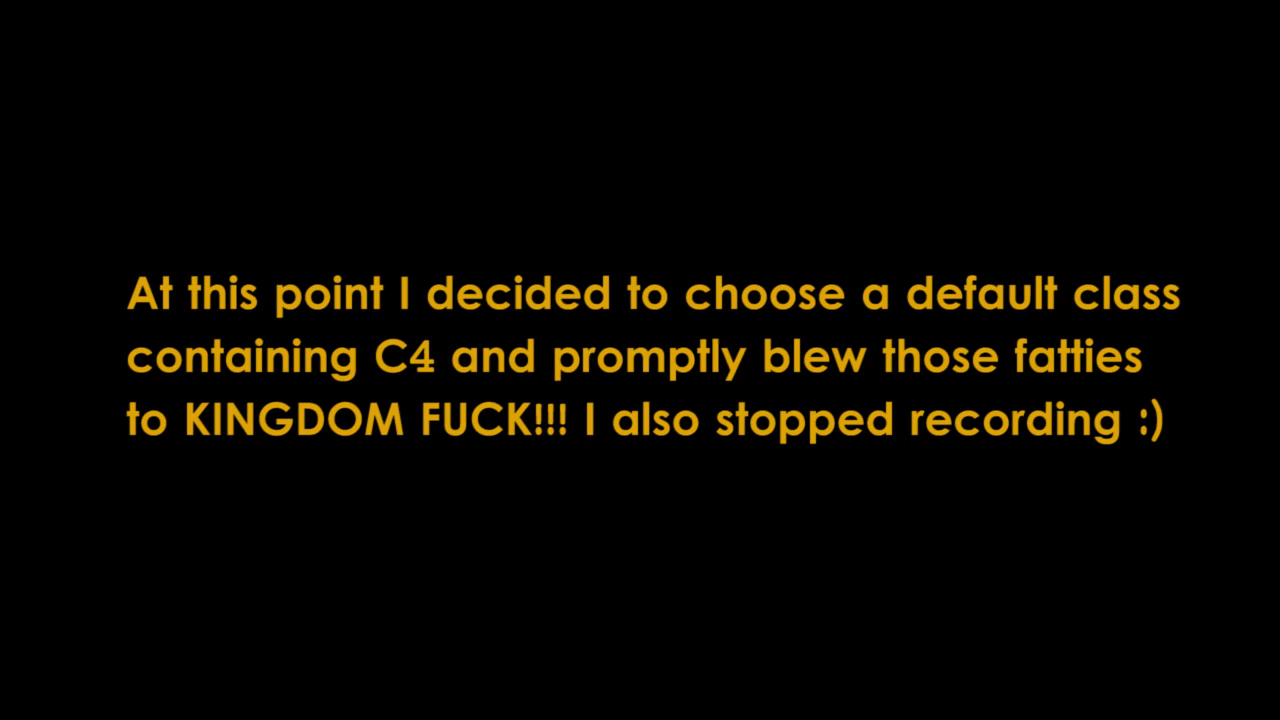 At this point I decided to choose a default class
containing C4 and promptly blew those fatties
to KINGDOM FUCK!!! I also stopped recording :)